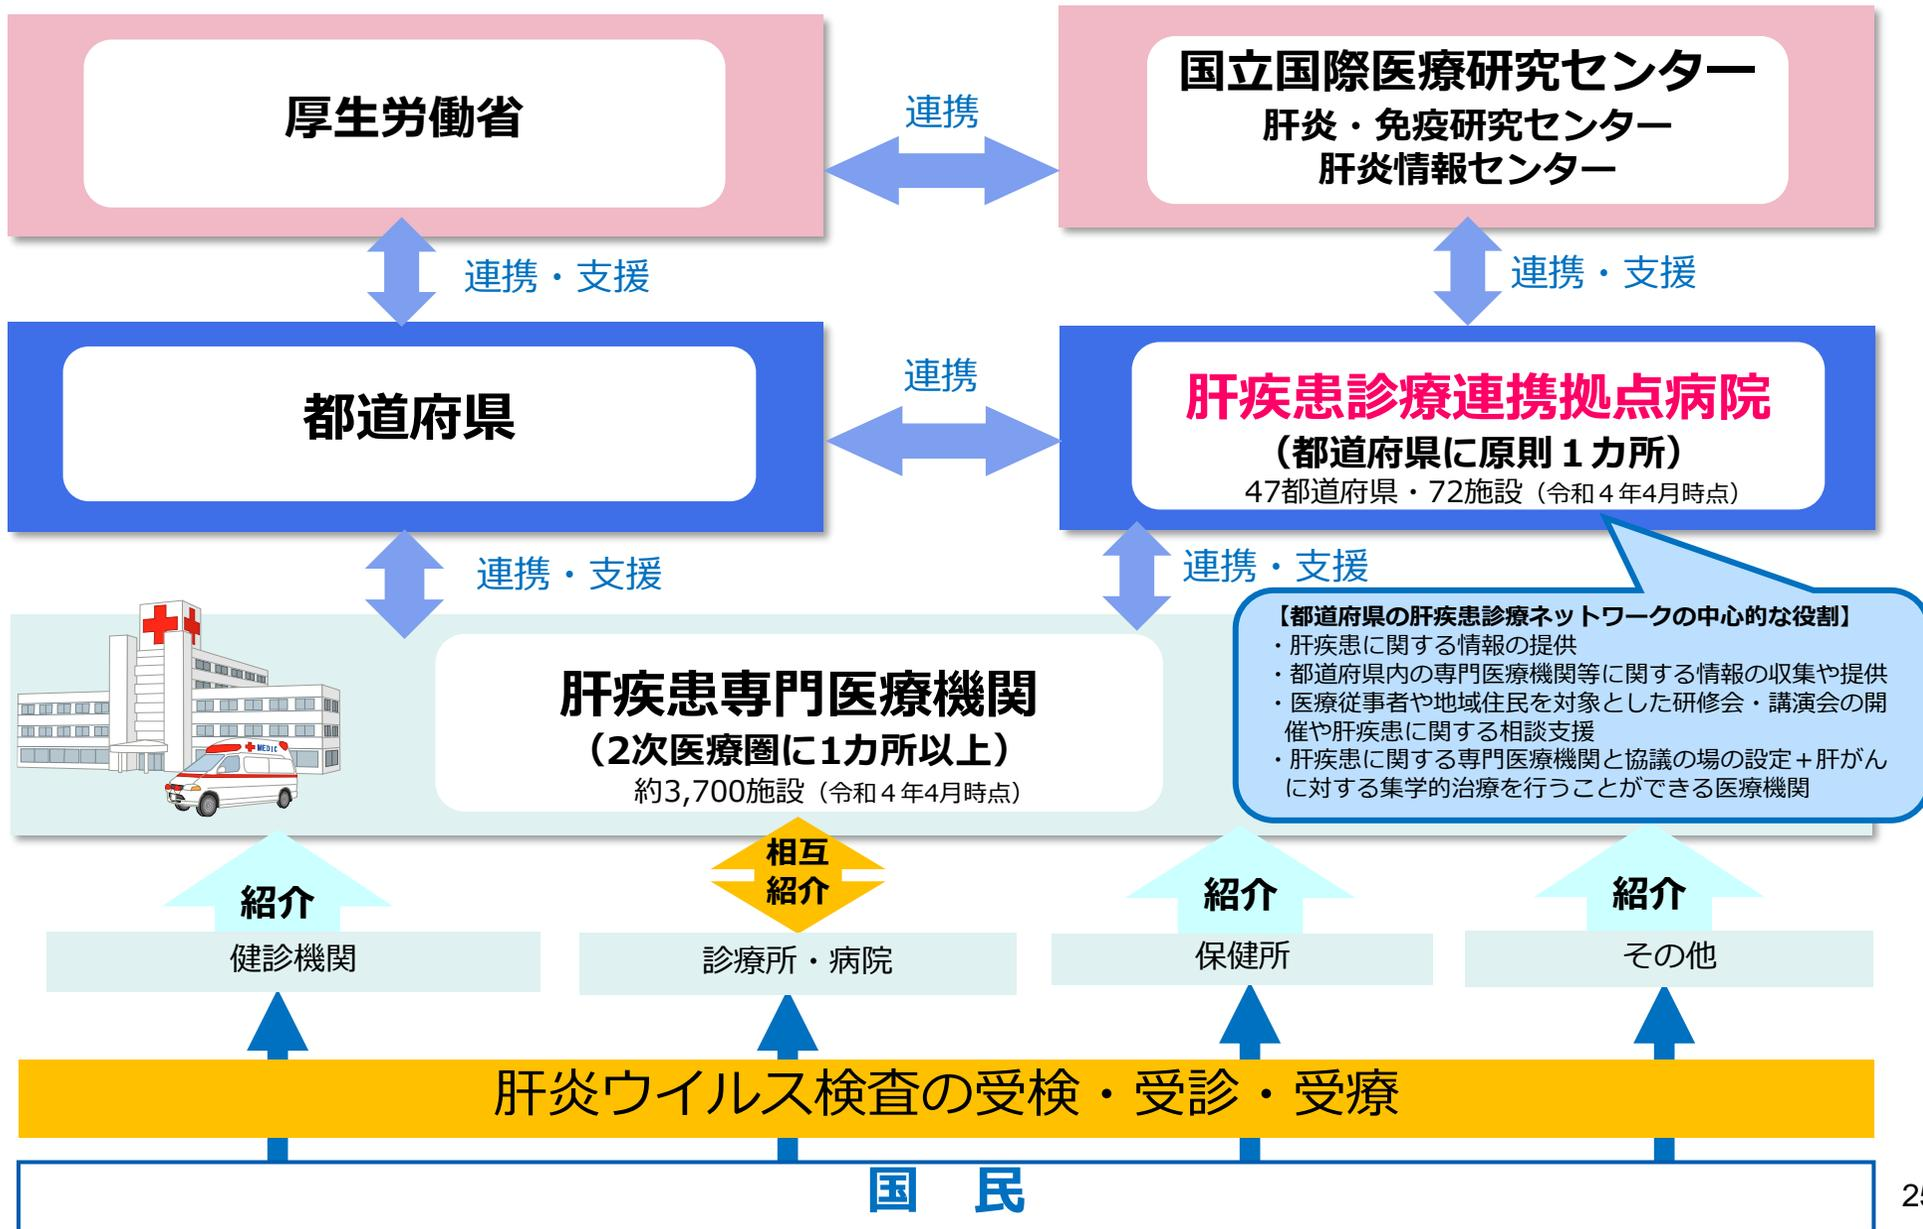 厚生労働省
国立国際医療研究センター
肝炎・免疫研究センター
肝炎情報センター
連携
連携・支援
連携・支援
都道府県
連携
肝疾患診療連携拠点病院
（都道府県に原則１カ所）
47都道府県・72施設（令和４年4月時点）
連携・支援
連携・支援
【都道府県の肝疾患診療ネットワークの中心的な役割】
・肝疾患に関する情報の提供
・都道府県内の専門医療機関等に関する情報の収集や提供
・医療従事者や地域住民を対象とした研修会・講演会の開
催や肝疾患に関する相談支援
・肝疾患に関する専門医療機関と協議の場の設定＋肝がん
に対する集学的治療を行うことができる医療機関
MEDIC
肝疾患専門医療機関
（2次医療圏に1カ所以上）
約3,700施設（令和４年4月時点）
紹介
相互
紹介
紹介
紹介
健診機関
診療所・病院
保健所
その他
肝炎ウイルス検査の受検・受診・受療
国　民